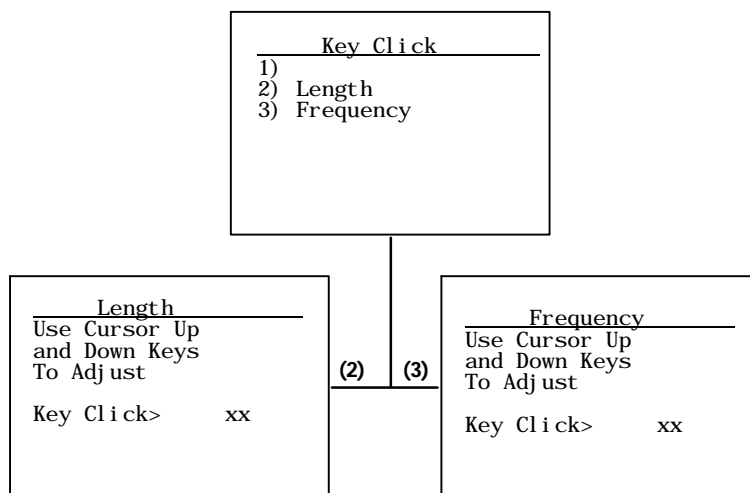 Key Click
1)
2) Length
3) Frequency
Length
Use Cursor Up
and Down Keys
To Adjust
Key Click> xx
(2)
(3)
Frequency
Use Cursor Up
and Down Keys
To Adjust
Key Click> xx